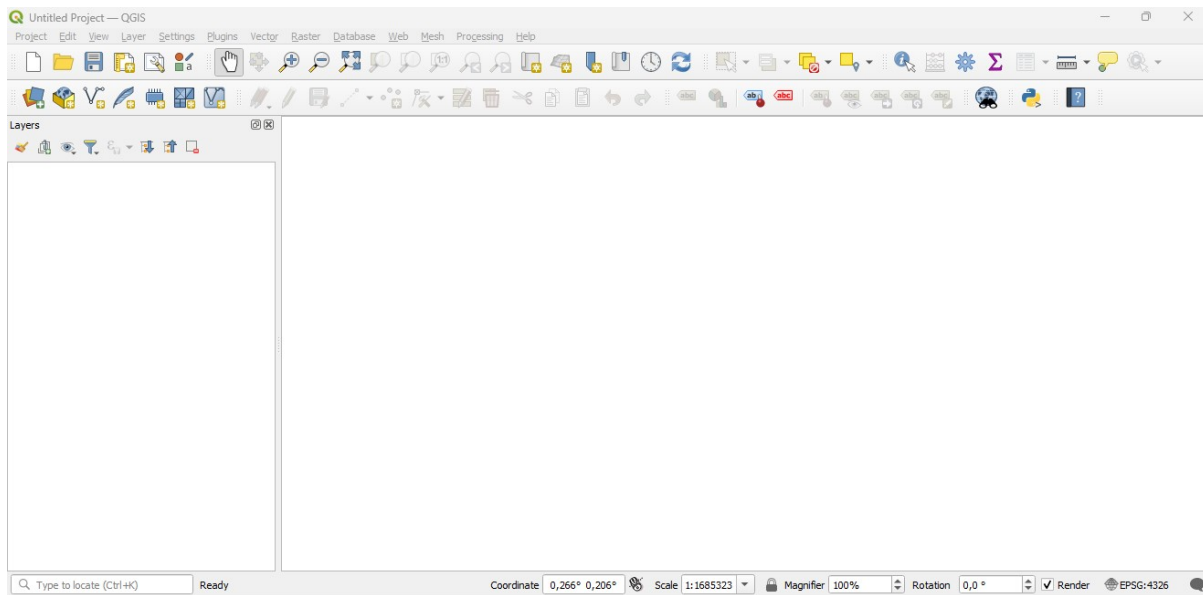 Untitled Project — QGIS
Project Edit View Layer Settings Plugins Vector Raster Database Web Mesh Processing Help
Layers
Type to locate (Ctrl+K) Ready Coordinate 0,266° 0,206° Scale 1:1685323 Magnifier 100% Rotation 0,0 ° Render EPSG:4326